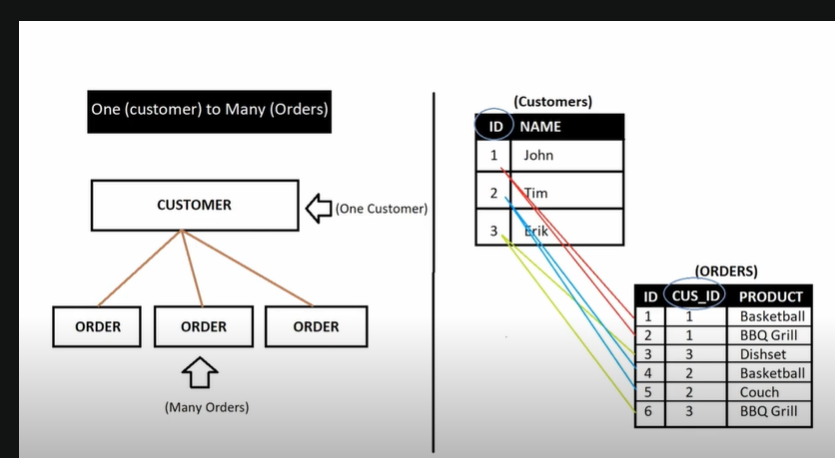 One (customer) to Many (Orders)
CUSTOMER
(One Customer)
ORDER ORDER ORDER
(Many Orders)
(Customers)
ID NAME
1 John
2 Tim
3 Erik
(ORDERS)
ID CUS_ID PRODUCT
1 1 Basketball
2 1 BBQ Grill
3 3 Dishset
4 2 Basketball
5 2 Couch
6 3 BBQ Grill